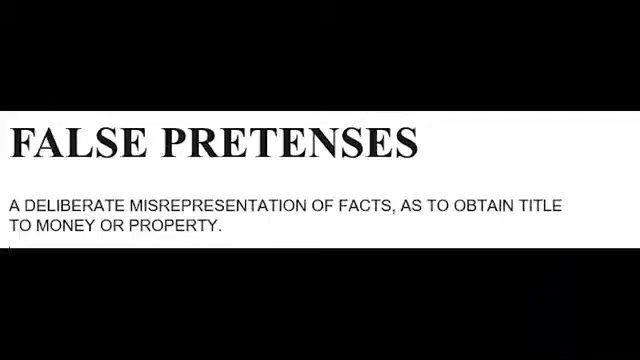 FALSE PRETENSES
A DELIBERATE MISREPRESENTATION OF FACTS, AS TO OBTAIN TITLE
TO MONEY OR PROPERTY.